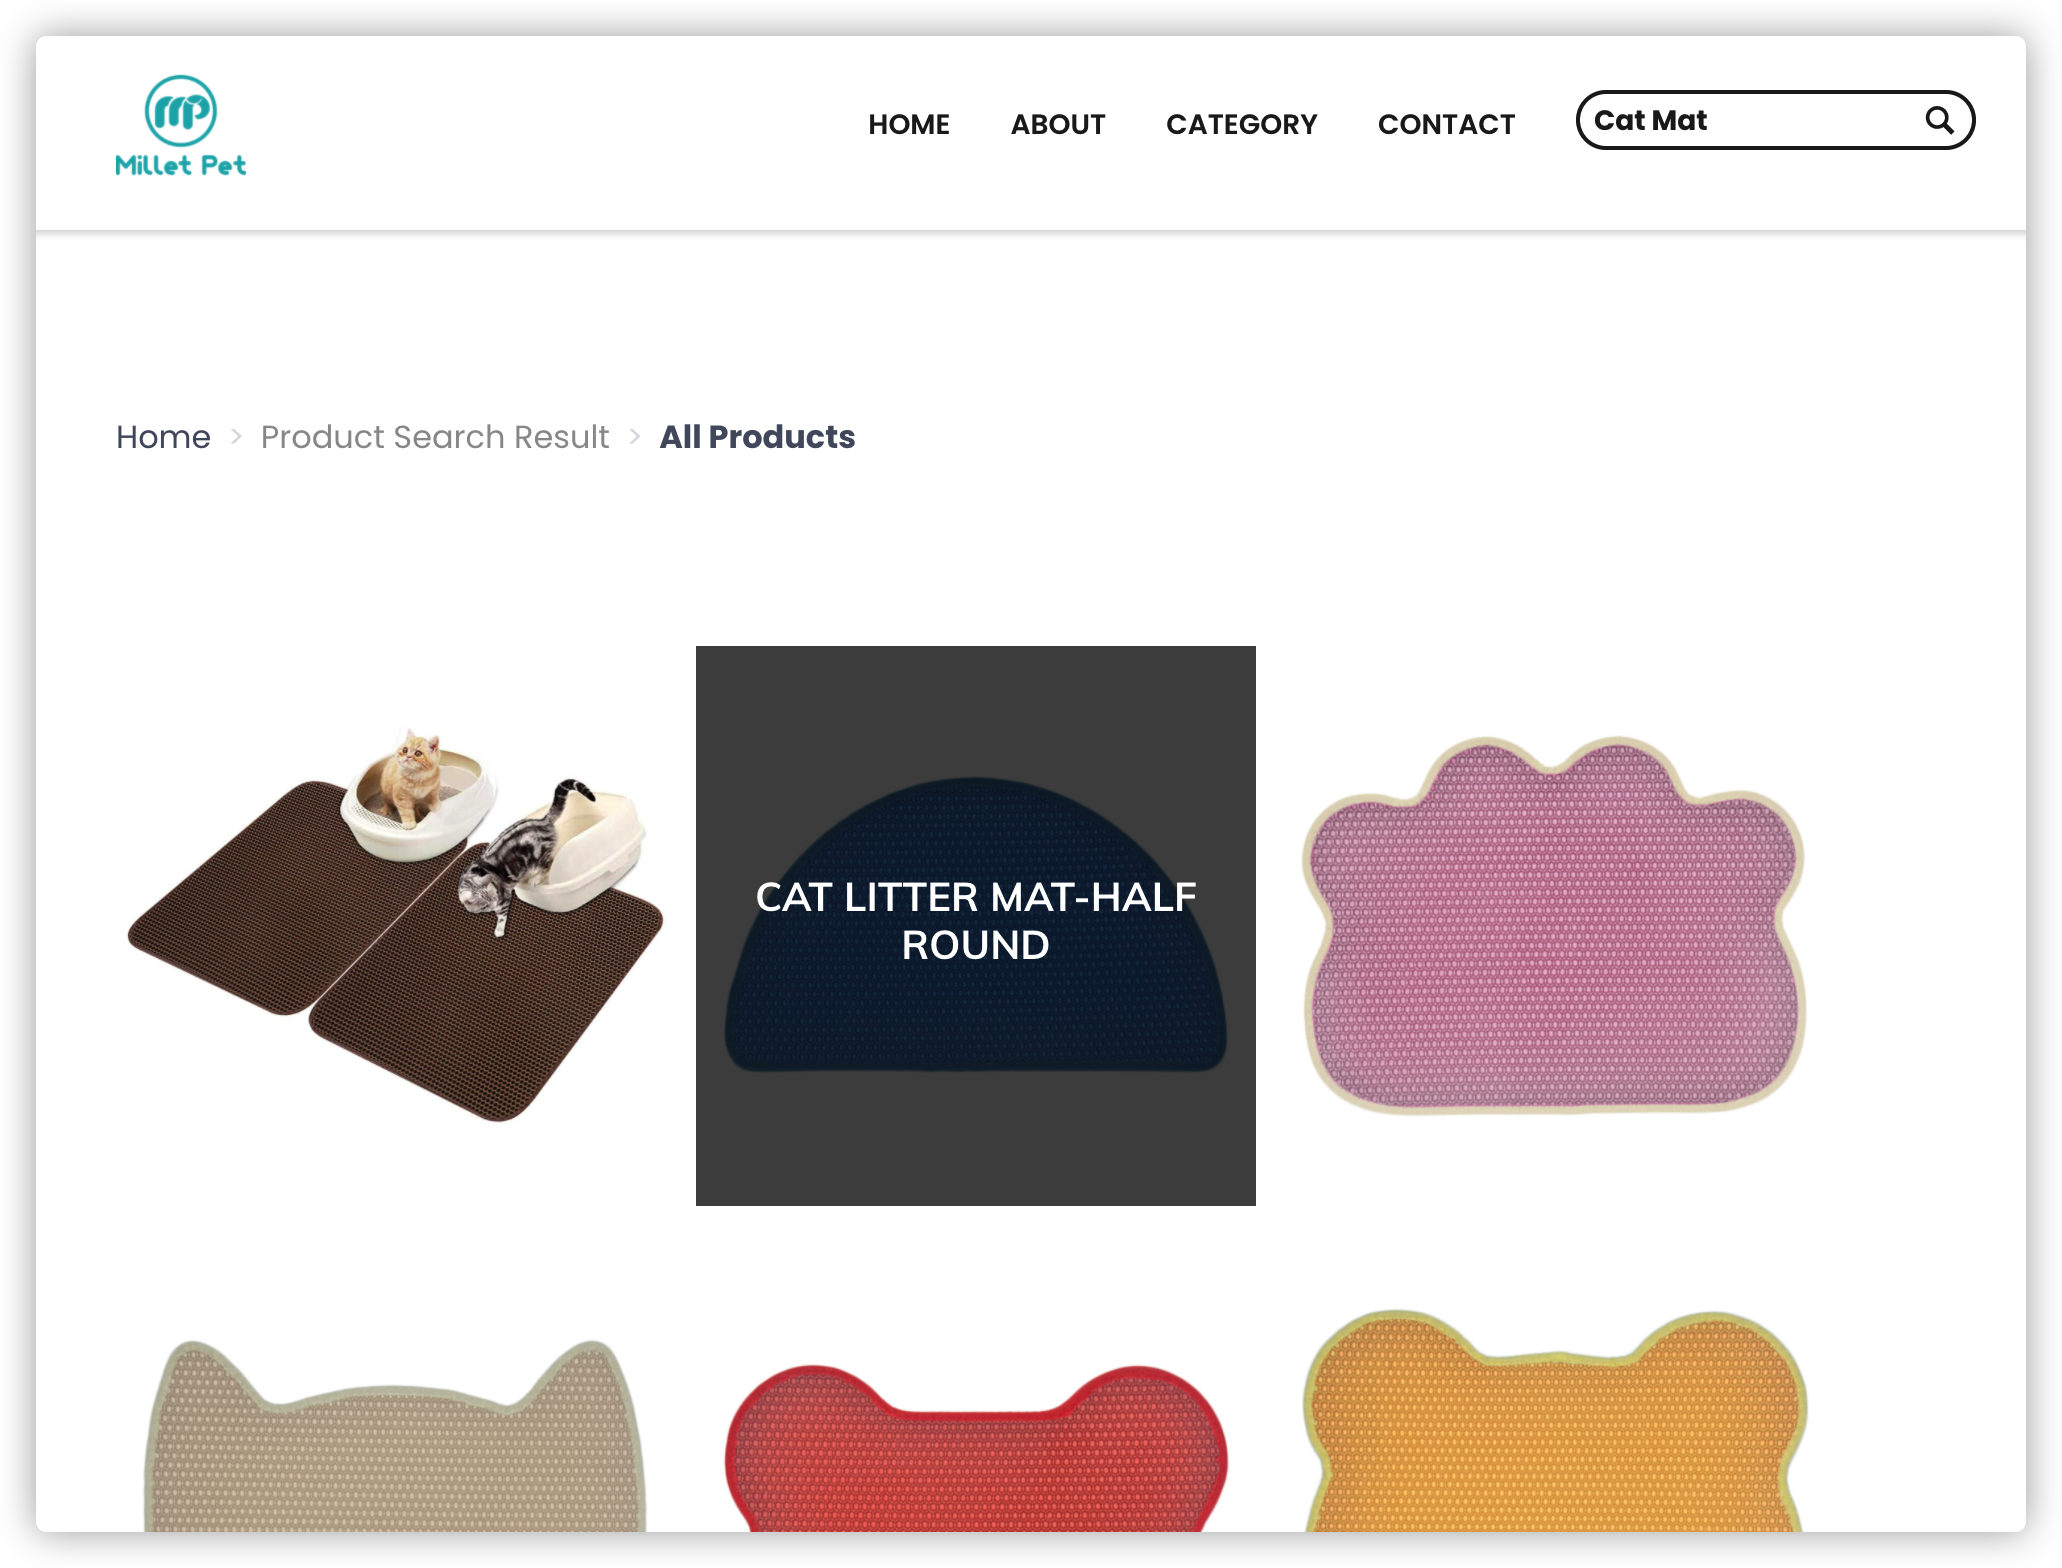 mp
Millet Pet
HOME
ABOUT
CATEGORY
CONTACT
Cat Mat
Home > Product Search Result > All Products
CAT LITTER MAT-HALF
ROUND